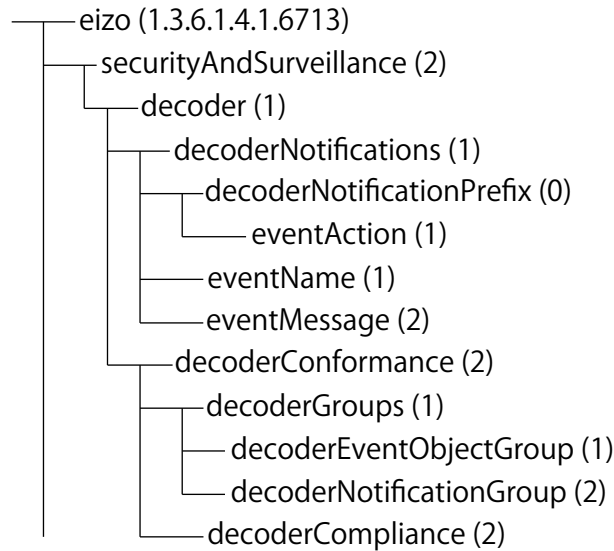 eizo (1.3.6.1.4.1.6713)
securityAndSurveillance (2)
decoder (1)
decoderNotifications (1)
decoderNotificationPrefix (0)
eventAction (1)
eventName (1)
eventMessage (2)
decoderConformance (2)
decoderGroups (1)
decoderEventObjectGroup (1)
decoderNotificationGroup (2)
decoderCompliance (2)